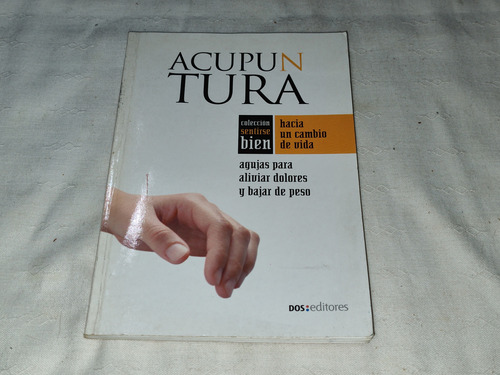 ACUPUN
TURA
colección
sentirse
bien
hacia
un cambio
de vida
agujas para
aliviar dolores
y bajar de peso
DOS:editores